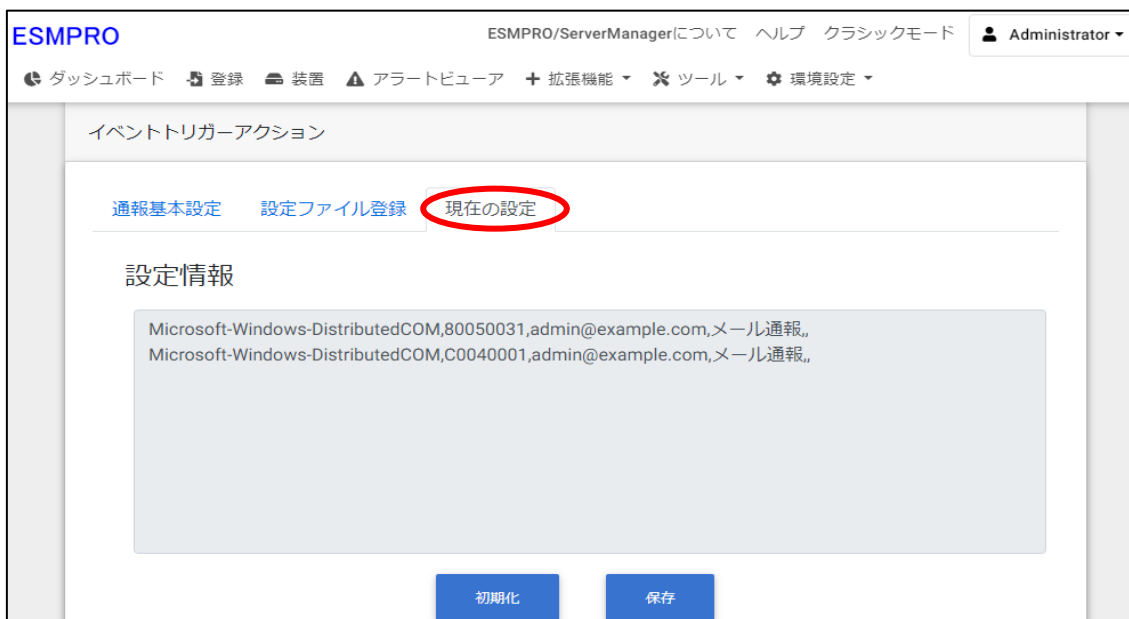 ESMPRO ESMPRO/ServerManagerについて ヘルプ クラシックモード Administrator
ダッシュボード 登録 装置 アラートビューア 拡張機能 ツール 環境設定
イベントトリガーアクション
通報基本設定 設定ファイル登録 現在の設定
設定情報
Microsoft-Windows-DistributedCOM,80050031,admin@example.com,メール通報,,
Microsoft-Windows-DistributedCOM,C0040001,admin@example.com,メール通報,,
初期化 保存